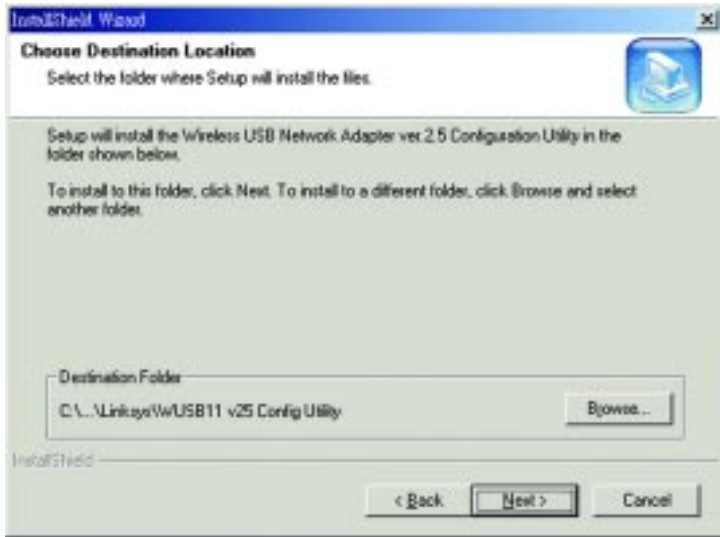 InstallShield Wizard
Choose Destination Location
Select the folder where Setup will install the files.
Setup will install the Wireless USB Network Adapter ver.2.5 Configuration Utility in the
folder shown below.
To install to this folder, click Next. To install to a different folder, click Browse and select
another folder.
Destination Folder
C:\...\Linksys\WUSB11 v25 Config Utility
Browse...
InstallShield
< Back
Next >
Cancel